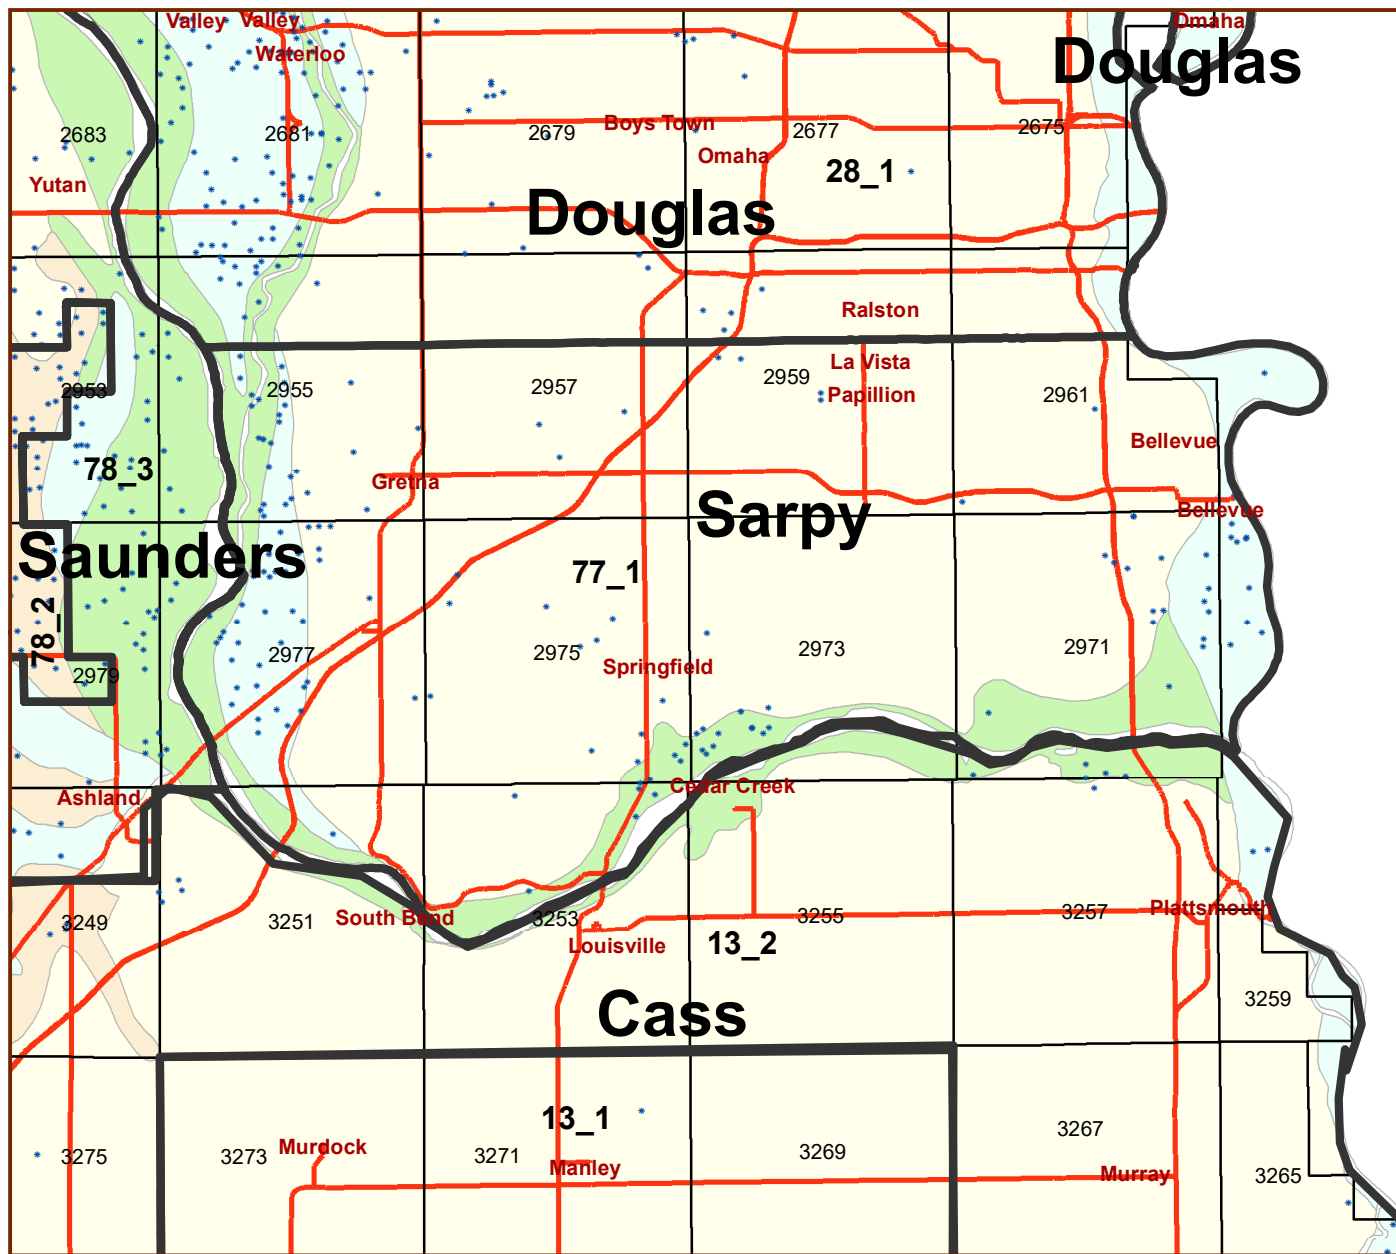 Valley Valley Omaha
Waterloo
Douglas
2683 2681 2679 Boys Town 2677 2675
Omaha
28_1
Yutan
Douglas
Ralston
La Vista
2953 2955 2957 2959 Papillion 2961
Bellevue
78_3
Gretna
Sarpy
Bellevue
Saunders
77_1
78_2
2979 2977 2975 2973 2971
Springfield
Cedar Creek
Ashland
3249 3251 South Bend 3253 3255 3257 Plattsmouth
Louisville 13_2
3259
Cass
13_1
3267
3275 3273 Murdock 3271 3269
Manley Murray 3265